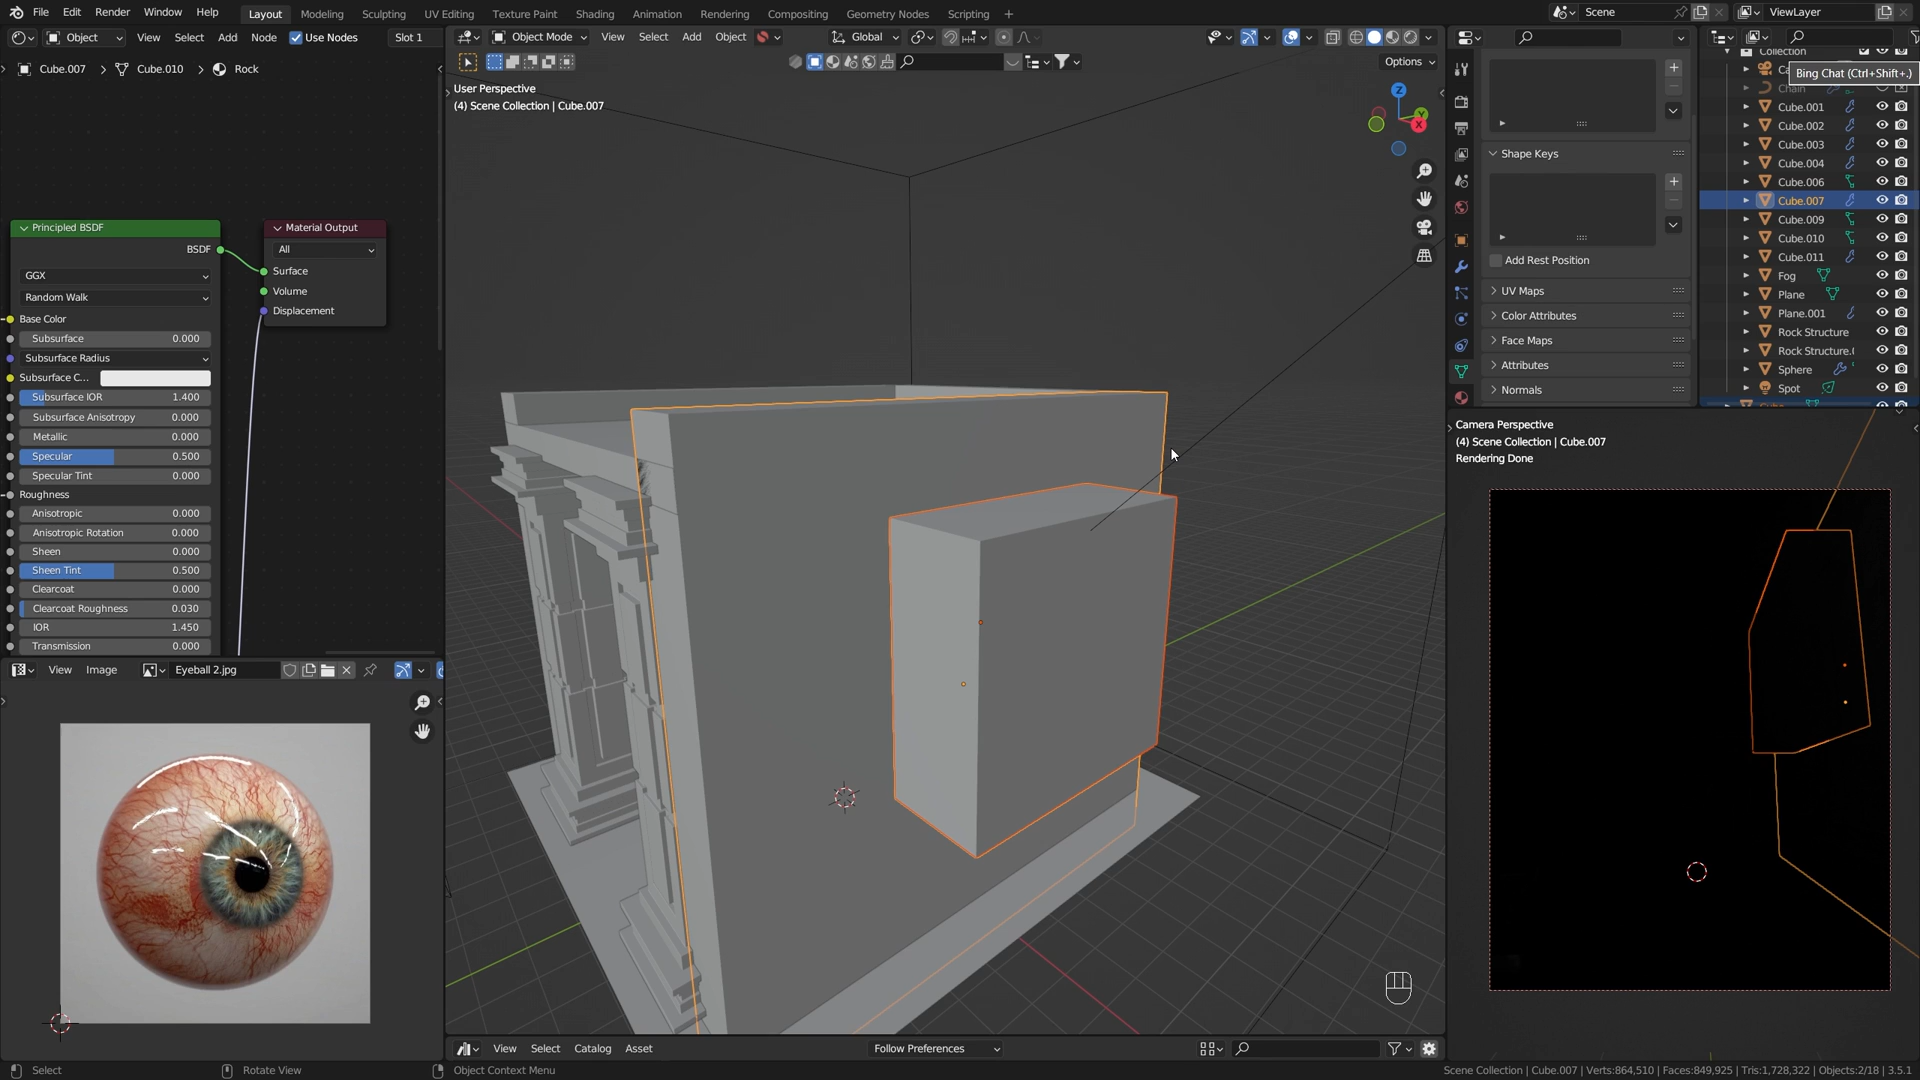 File Edit Render Window Help
Layout Modeling Sculpting UV Editing Texture Paint Shading Animation Rendering Compositing Geometry Nodes Scripting +
Scene
ViewLayer
Object View Select Add Node Use Nodes Slot 1
Object Mode View Select Add Object Global
Options
Cube.007 > Cube.010 > Rock
User Perspective
(4) Scene Collection | Cube.007
Z
Y
X
Principled BSDF
BSDF
GGX
Random Walk
Base Color
Subsurface 0.000
Subsurface Radius
Subsurface C...
Subsurface IOR 1.400
Subsurface Anisotropy 0.000
Metallic 0.000
Specular 0.500
Specular Tint 0.000
Roughness
Anisotropic 0.000
Anisotropic Rotation 0.000
Sheen 0.000
Sheen Tint 0.500
Clearcoat 0.000
Clearcoat Roughness 0.030
IOR 1.450
Transmission 0.000
Material Output
All
Surface
Volume
Displacement
View Image Eyeball 2.jpg
Shape Keys
Add Rest Position
UV Maps
Color Attributes
Face Maps
Attributes
Normals
Collection
Bing Chat (Ctrl+Shift+.)
Chain
Cube.001
Cube.002
Cube.003
Cube.004
Cube.006
Cube.007
Cube.009
Cube.010
Cube.011
Fog
Plane
Plane.001
Rock Structure
Rock Structure.(
Sphere
Spot
Camera Perspective
(4) Scene Collection | Cube.007
Rendering Done
View Select Catalog Asset Follow Preferences
Select Rotate View Object Context Menu
Scene Collection | Cube.007 | Verts:864,510 | Faces:849,925 | Tris:1,728,322 | Objects:2/18 | 3.5.1